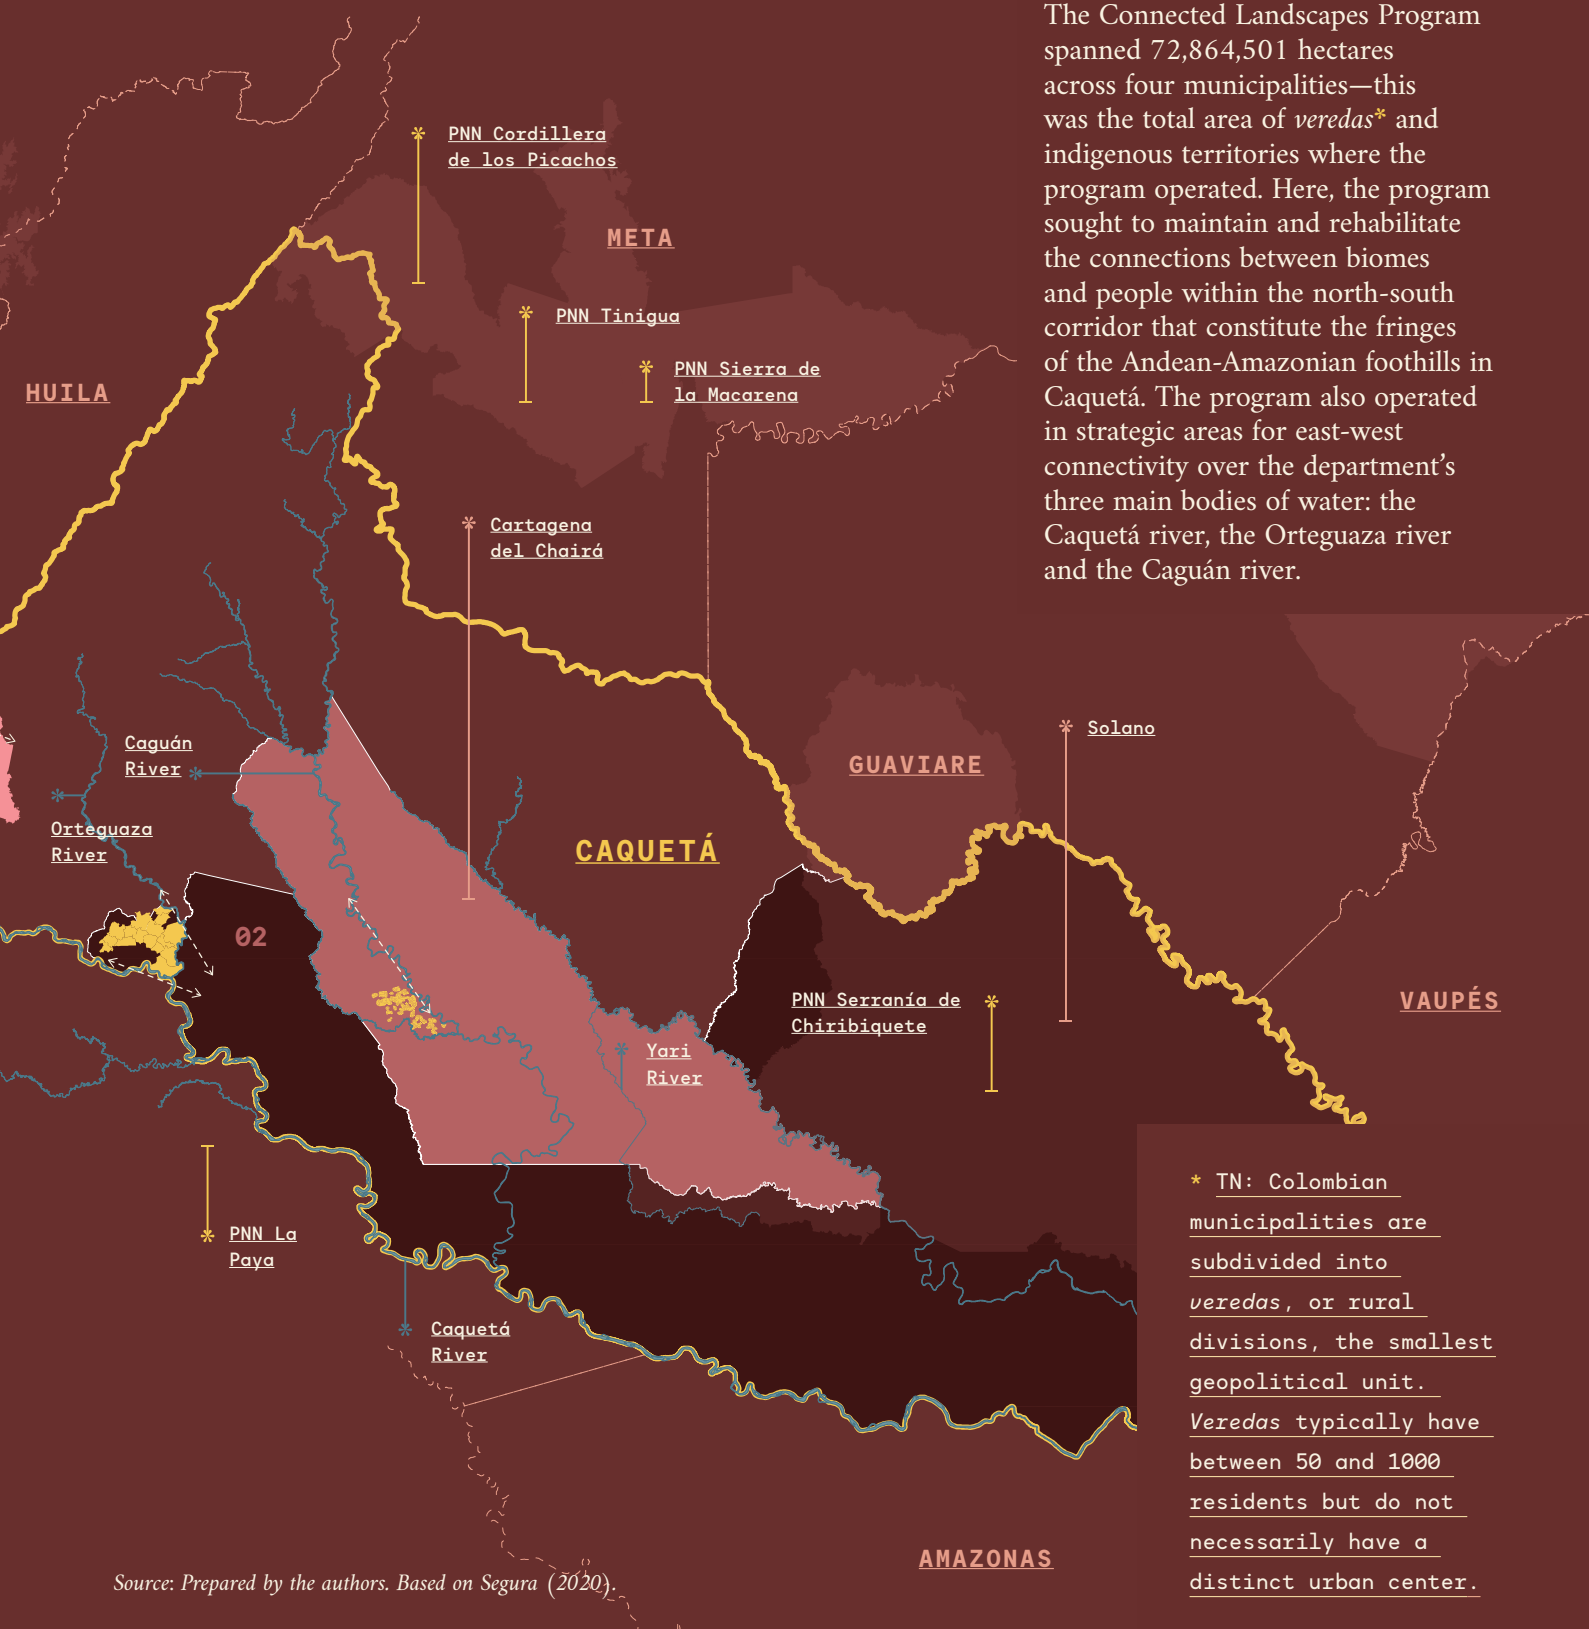 The Connected Landscapes Program
spanned 72,864,501 hectares
across four municipalities—this
was the total area of veredas* and
indigenous territories where the
program operated. Here, the program
sought to maintain and rehabilitate
the connections between biomes
and people within the north-south
corridor that constitute the fringes
of the Andean-Amazonian foothills in
Caquetá. The program also operated
in strategic areas for east-west
connectivity over the department’s
three main bodies of water: the
Caquetá river, the Orteguaza river
and the Caguán river.
PNN Cordillera
de los Picachos
META
PNN Tinigua
PNN Sierra de
la Macarena
HUILA
Cartagena
del Chairá
Solano
Caguán
River
GUAVIARE
Orteguaza
River
CAQUETÁ
02
PNN Serranía de
Chiribiquete
VAUPÉS
Yari
River
PNN La
Paya
Caquetá
River
AMAZONAS
* TN: Colombian
municipalities are
subdivided into
veredas, or rural
divisions, the smallest
geopolitical unit.
Veredas typically have
between 50 and 1000
residents but do not
necessarily have a
distinct urban center.
Source: Prepared by the authors. Based on Segura (2020).